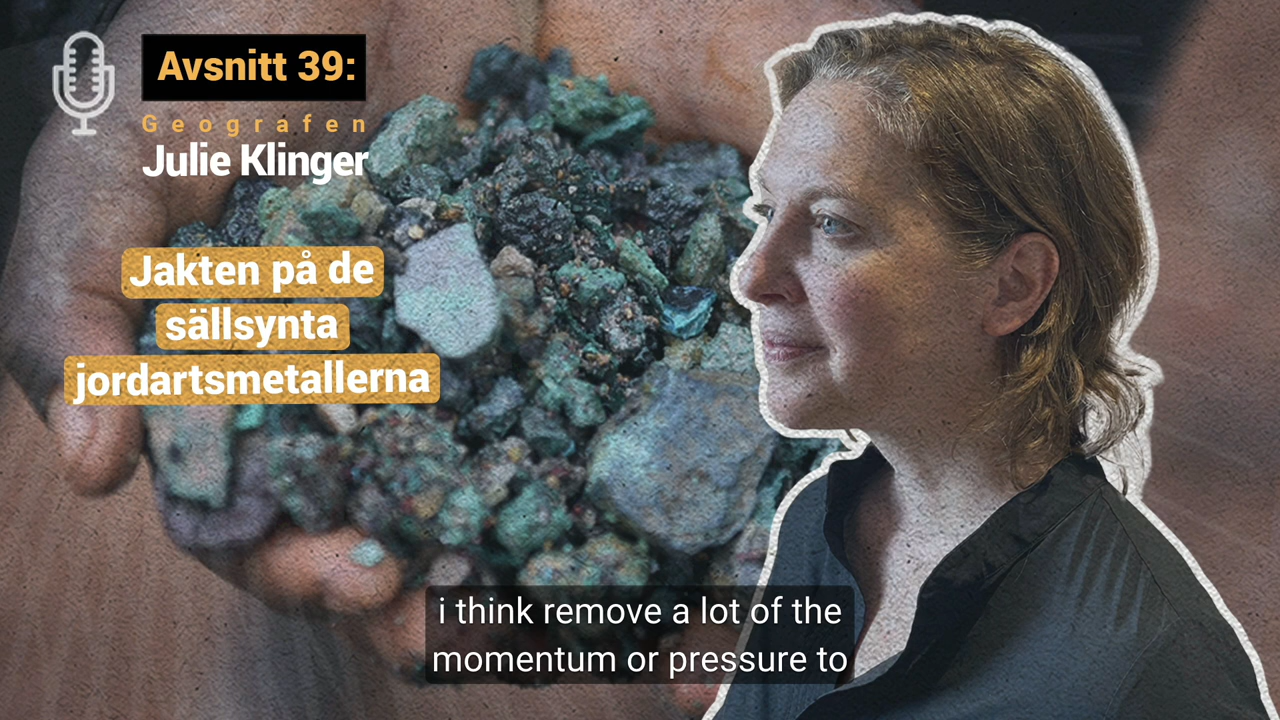 Avsnitt 39:
Geografen
Julie Klinger
Jakten på de
sällsynta
jordartsmetallerna
i think remove a lot of the
momentum or pressure to